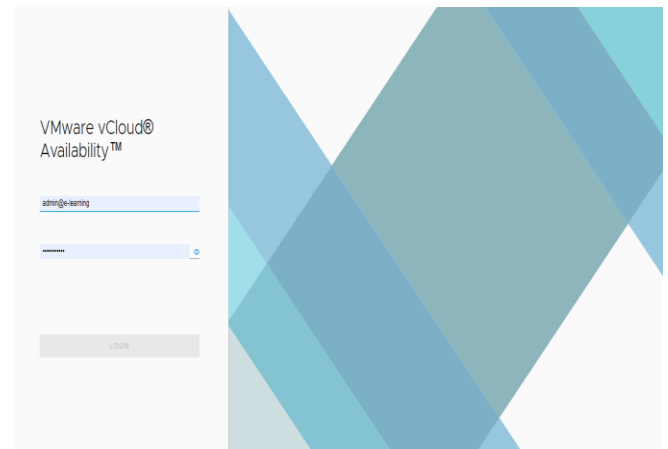 VMware vCloud®
Availability™
admin@e-learning
••••••••••
LOGIN